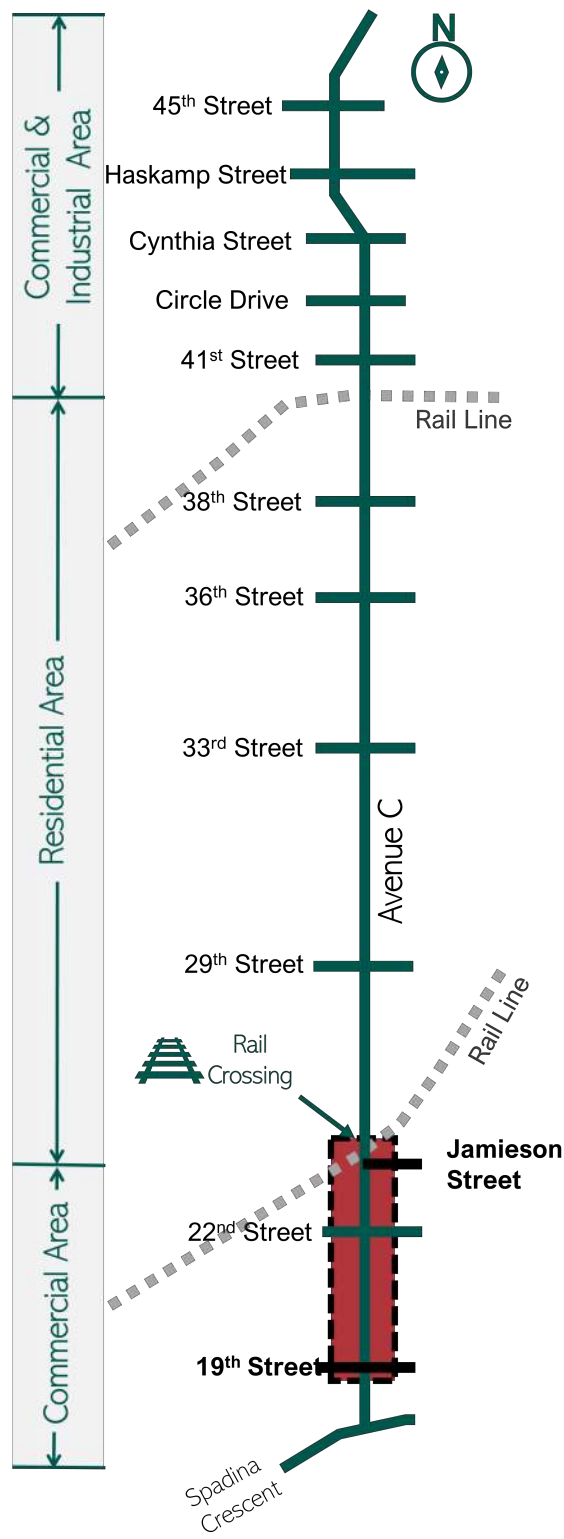 N
45th Street
Haskamp Street
Cynthia Street
Circle Drive
41st Street
Commercial &
Industrial Area
Rail Line
38th Street
36th Street
33rd Street
Residential Area
Avenue C
29th Street
Rail Line
Rail
Crossing
Jamieson
Street
22nd Street
Commercial Area
19th Street
Spadina
Crescent